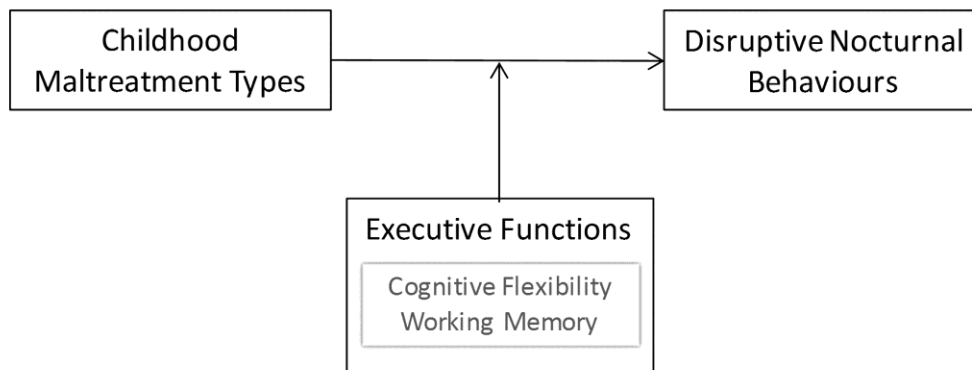 Childhood
Maltreatment Types
Disruptive Nocturnal
Behaviours
Executive Functions
Cognitive Flexibility
Working Memory